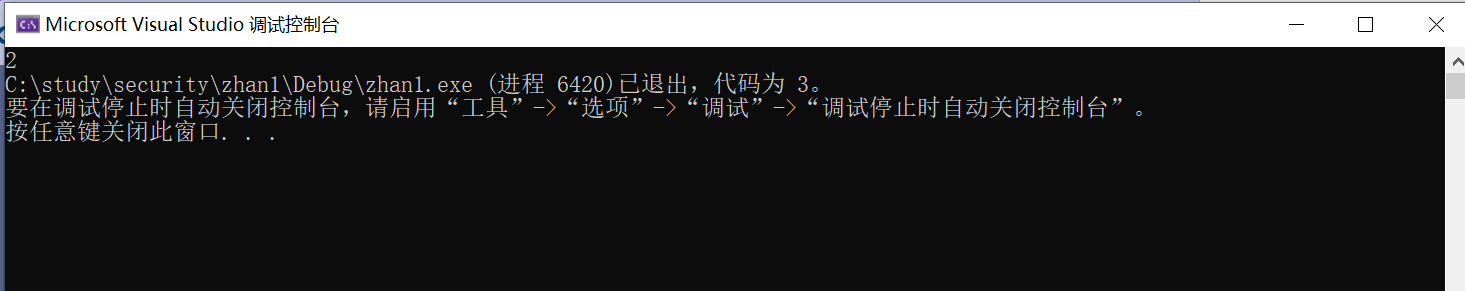 Microsoft Visual Studio 调试控制台
2
C:\study\security\zhan1\Debug\zhan1.exe (进程 6420)已退出，代码为 3。
要在调试停止时自动关闭控制台，请启用“工具”->“选项”->“调试”->“调试停止时自动关闭控制台”。
按任意键关闭此窗口. . .